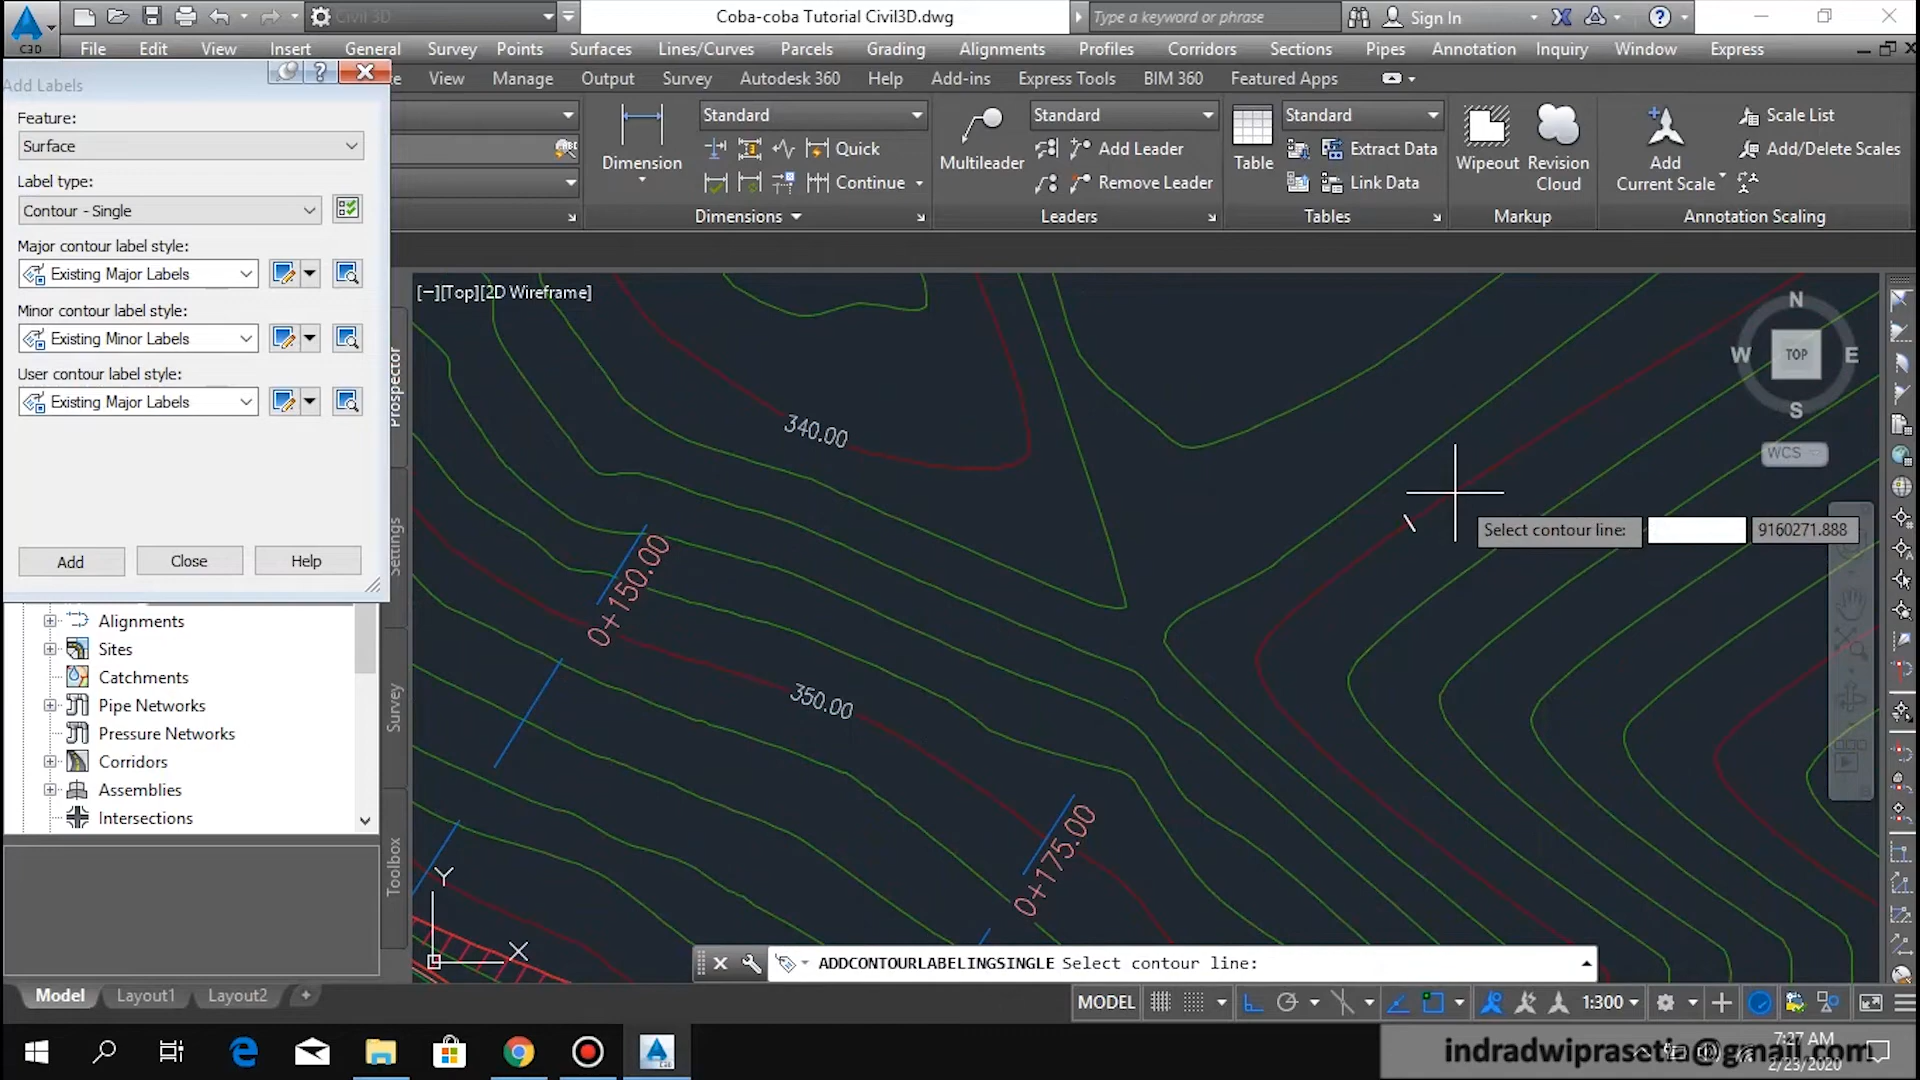 Civil 3D
Coba-coba Tutorial Civil3D.dwg
Type a keyword or phrase
Sign In
C3D
File Edit View Insert General Survey Points Surfaces Lines/Curves Parcels Grading Alignments Profiles Corridors Sections Pipes Annotation Inquiry Window Express
View Manage Output Survey Autodesk 360 Help Add-ins Express Tools BIM 360 Featured Apps
Add Labels
Feature:
Surface
Label type:
Contour - Single
Major contour label style:
Existing Major Labels
Minor contour label style:
Existing Minor Labels
User contour label style:
Existing Major Labels
Add Close Help
Dimension
Standard
Quick
Continue
Dimensions
Multileader
Standard
Add Leader
Remove Leader
Leaders
Table
Standard
Extract Data
Link Data
Tables
Wipeout
Revision
Cloud
Markup
Add
Current Scale
Scale List
Add/Delete Scales
Annotation Scaling
[−][Top][2D Wireframe]
N
W
TOP
E
S
WCS
340.00
350.00
0+150.00
0+175.00
Select contour line:
9160271.888
Prospector
Settings
Survey
Toolbox
Alignments
Sites
Catchments
Pipe Networks
Pressure Networks
Corridors
Assemblies
Intersections
Y
X
ADDCONTOURLABELINGSINGLE Select contour line:
Model Layout1 Layout2 +
MODEL
1:300
7:27 AM
2/23/2020
indradwiprasetia@gmail.com